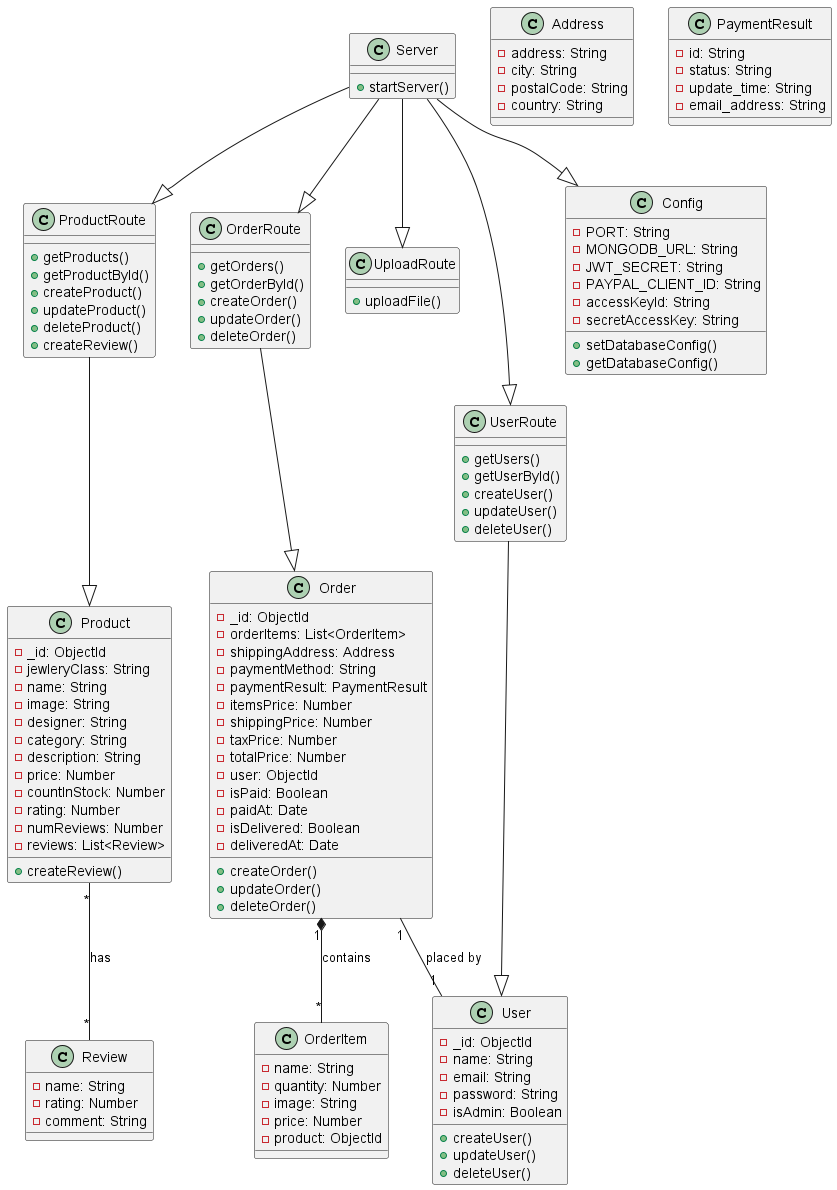 C Server
startServer()
C Address
address: String
city: String
postalCode: String
country: String
C PaymentResult
id: String
status: String
update_time: String
email_address: String
C ProductRoute
getProducts()
getProductById()
createProduct()
updateProduct()
deleteProduct()
createReview()
C OrderRoute
getOrders()
getOrderById()
createOrder()
updateOrder()
deleteOrder()
C UploadRoute
uploadFile()
C Config
PORT: String
MONGODB_URL: String
JWT_SECRET: String
PAYPAL_CLIENT_ID: String
accessKeyId: String
secretAccessKey: String
setDatabaseConfig()
getDatabaseConfig()
C UserRoute
getUsers()
getUserById()
createUser()
updateUser()
deleteUser()
C Product
_id: ObjectId
jewleryClass: String
name: String
image: String
designer: String
category: String
description: String
price: Number
countInStock: Number
rating: Number
numReviews: Number
reviews: List<Review>
createReview()
C Order
_id: ObjectId
orderItems: List<OrderItem>
shippingAddress: Address
paymentMethod: String
paymentResult: PaymentResult
itemsPrice: Number
shippingPrice: Number
taxPrice: Number
totalPrice: Number
user: ObjectId
isPaid: Boolean
paidAt: Date
isDelivered: Boolean
deliveredAt: Date
createOrder()
updateOrder()
deleteOrder()
*
has
*
1
contains
*
1
placed by
1
C Review
name: String
rating: Number
comment: String
C OrderItem
name: String
quantity: Number
image: String
price: Number
product: ObjectId
C User
_id: ObjectId
name: String
email: String
password: String
isAdmin: Boolean
createUser()
updateUser()
deleteUser()